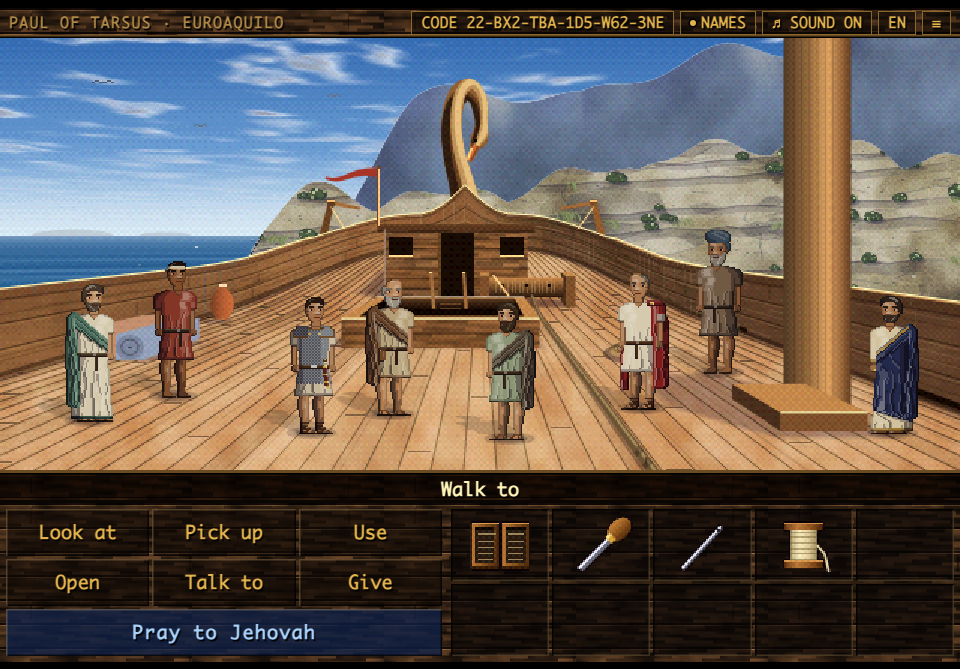 PAUL OF TARSUS · EUROAQUILO
CODE 22-BX2-TBA-1D5-W62-3NE
● NAMES
♬ SOUND ON
EN
≡
Walk to
Look at
Pick up
Use
Open
Talk to
Give
Pray to Jehovah